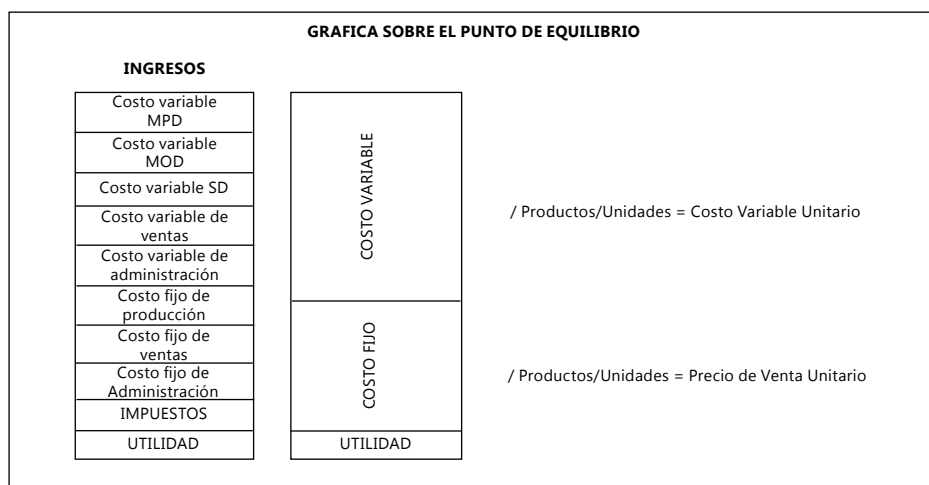 GRAFICA SOBRE EL PUNTO DE EQUILIBRIO
INGRESOS
Costo variable
MPD
Costo variable
MOD
Costo variable SD
Costo variable de
ventas
Costo variable de
administración
Costo fijo de
producción
Costo fijo de
ventas
Costo fijo de
Administración
IMPUESTOS
UTILIDAD
COSTO VARIABLE
COSTO FIJO
UTILIDAD
/ Productos/Unidades = Costo Variable Unitario
/ Productos/Unidades = Precio de Venta Unitario